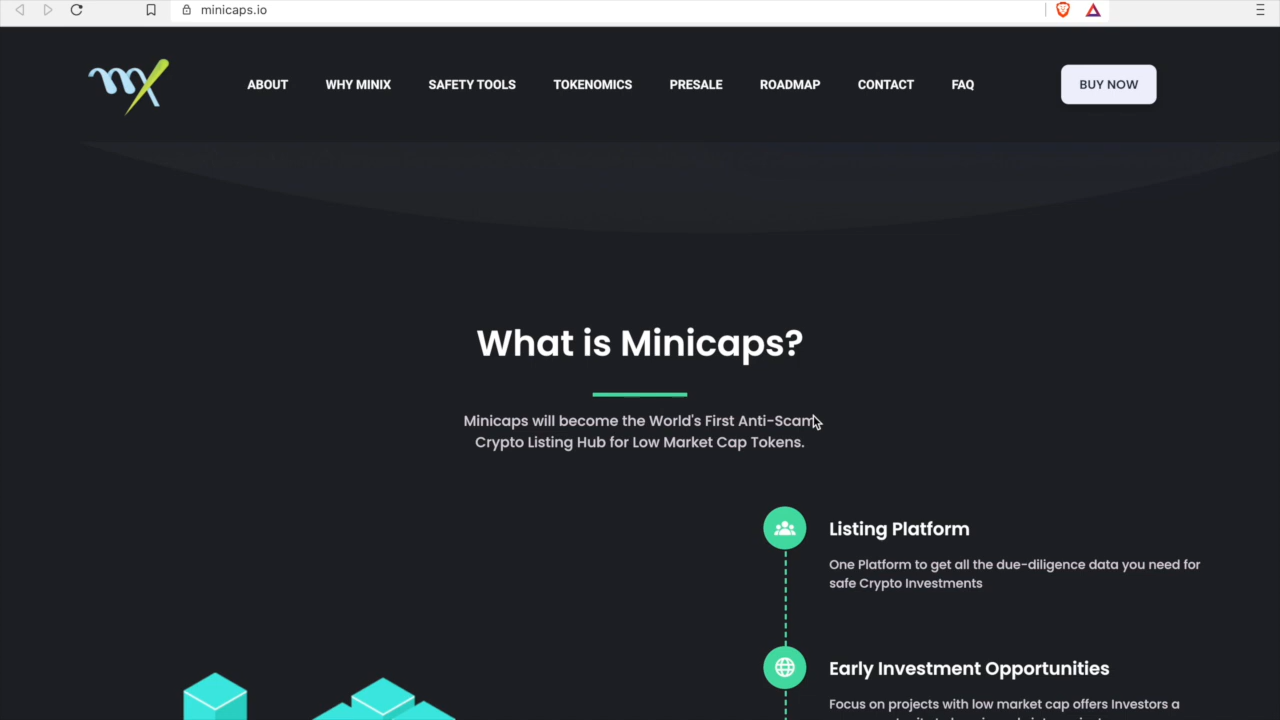 minicaps.io
mx
ABOUT WHY MINIX SAFETY TOOLS TOKENOMICS PRESALE ROADMAP CONTACT FAQ BUY NOW
What is Minicaps?
Minicaps will become the World's First Anti-Scam
Crypto Listing Hub for Low Market Cap Tokens.
Listing Platform
One Platform to get all the due-diligence data you need for
safe Crypto Investments
Early Investment Opportunities
Focus on projects with low market cap offers Investors a